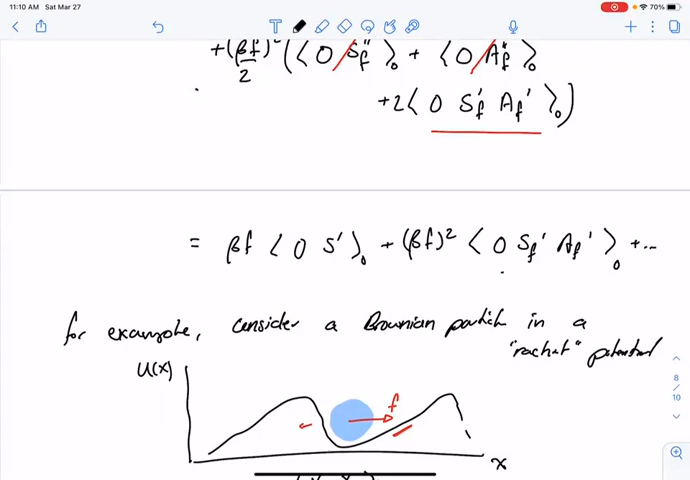 11:10 AM Sat Mar 27
70%
+(βf)²/2 (⟨O S_f''⟩₀ + ⟨O A_f''⟩₀
+2⟨O S_f' A_f'⟩₀)
= βf ⟨O S'⟩₀ + (βf)² ⟨O S_f' A_f'⟩₀ + ...
for example, consider a Brownian particle in a
"rachet" potential
U(x)
f
x
8
/
10